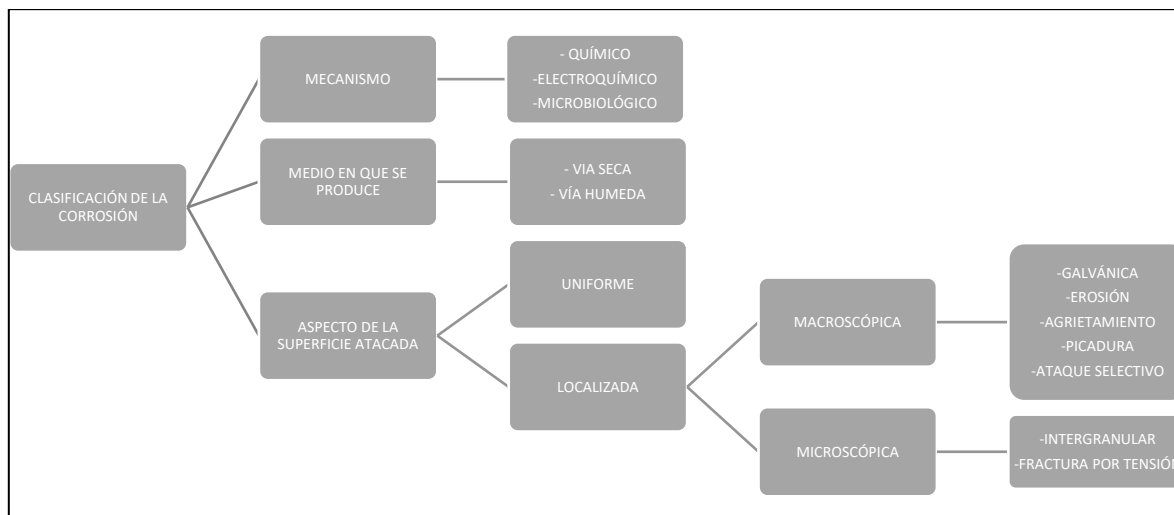 CLASIFICACIÓN DE LA
CORROSIÓN
MECANISMO
- QUÍMICO
-ELECTROQUÍMICO
-MICROBIOLÓGICO
MEDIO EN QUE SE
PRODUCE
- VIA SECA
- VÍA HUMEDA
ASPECTO DE LA
SUPERFICIE ATACADA
UNIFORME
LOCALIZADA
MACROSCÓPICA
-GALVÁNICA
-EROSIÓN
-AGRIETAMIENTO
-PICADURA
-ATAQUE SELECTIVO
MICROSCÓPICA
-INTERGRANULAR
-FRACTURA POR TENSIÓN